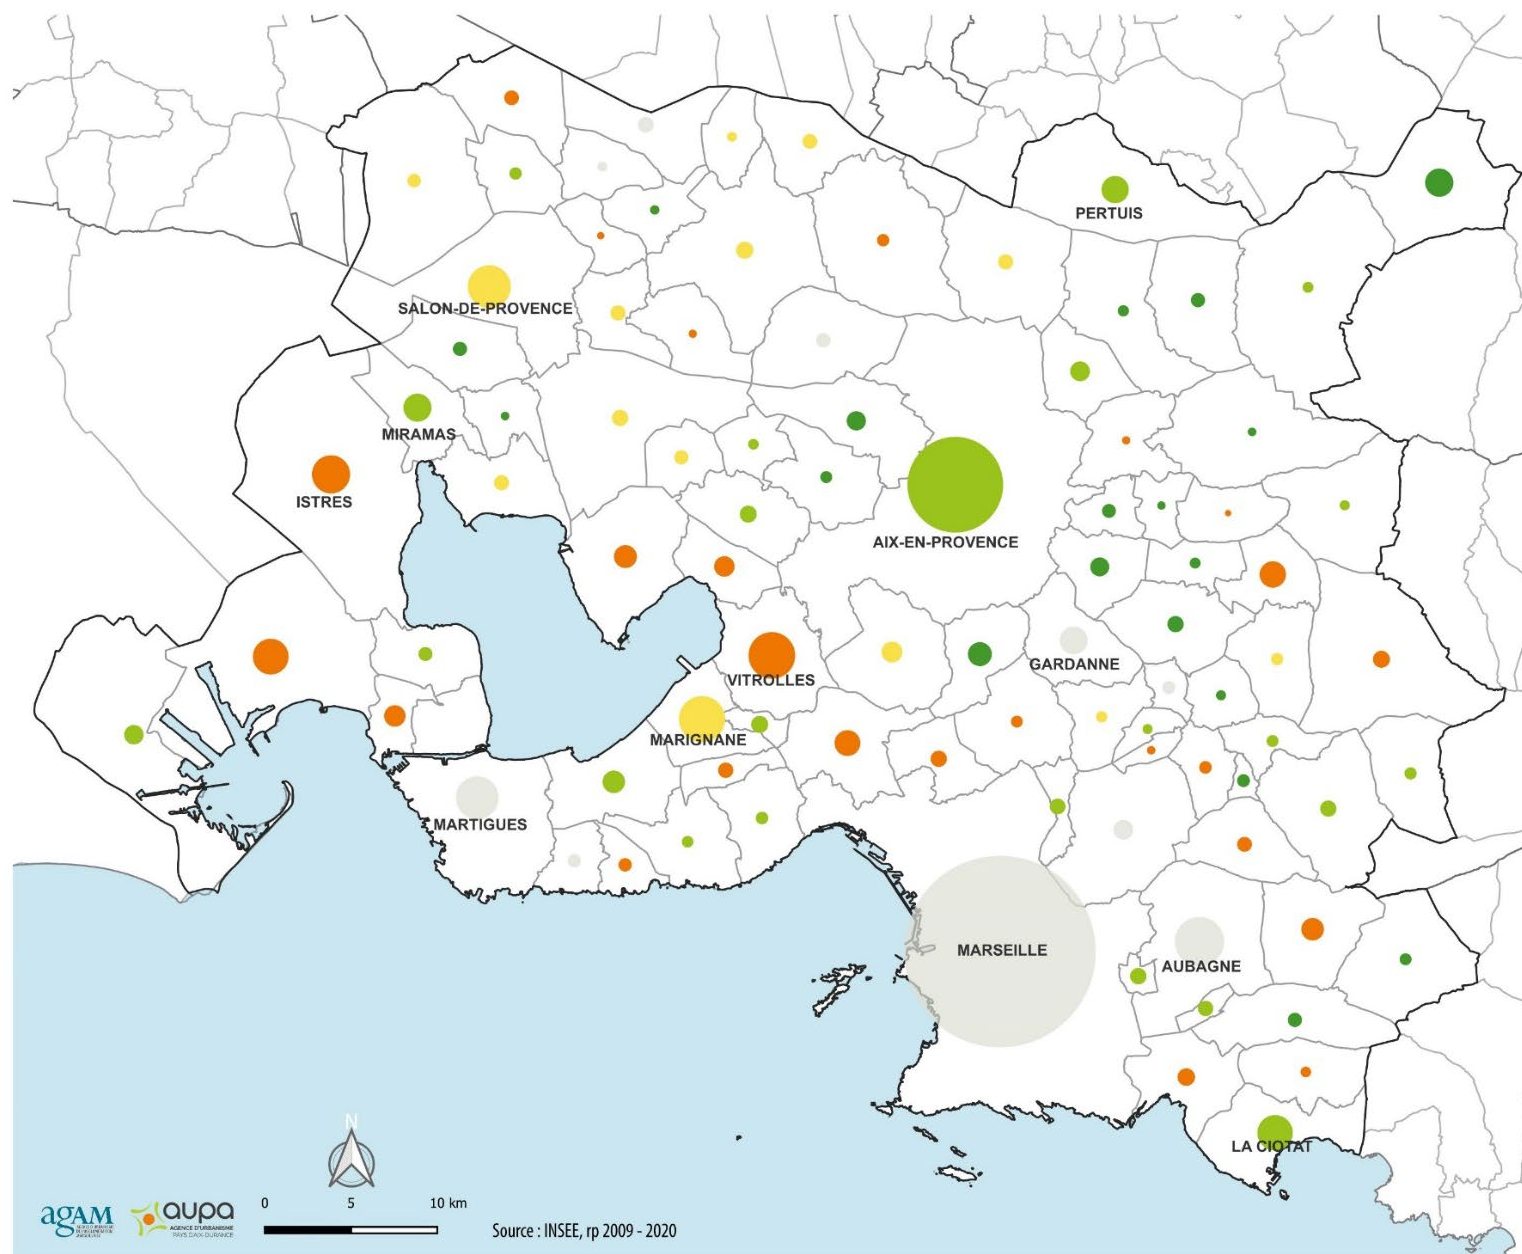 PERTUIS
SALON-DE-PROVENCE
MIRAMAS
ISTRES
AIX-EN-PROVENCE
GARDANNE
VITROLLES
MARIGNANE
MARTIGUES
MARSEILLE
AUBAGNE
LA CIOTAT
N
agAM
aupa
AGENCE D'URBANISME
PAYS D'AIX-DURANCE
0 5 10 km
Source : INSEE, rp 2009 - 2020